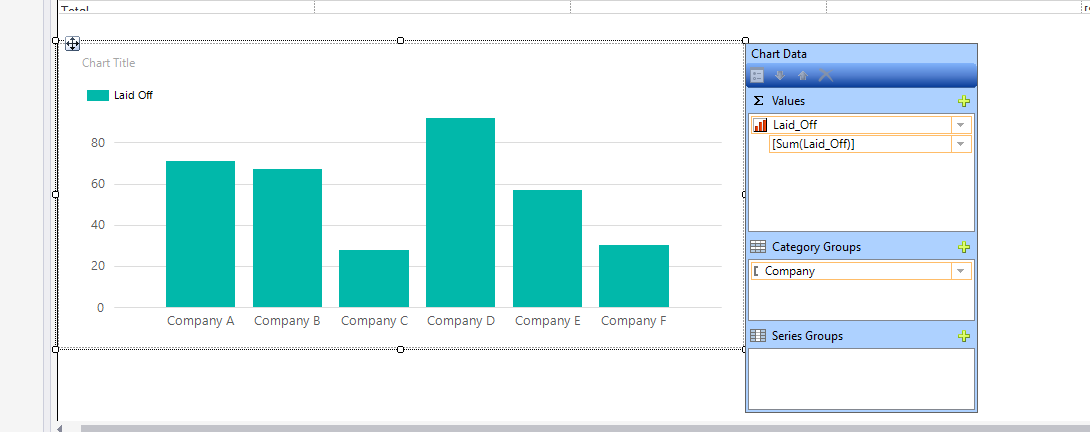 Total
Chart Title
Laid Off
80
60
40
20
0
Company A Company B Company C Company D Company E Company F
Chart Data
Σ Values
Laid_Off
[Sum(Laid_Off)]
Category Groups
Company
Series Groups